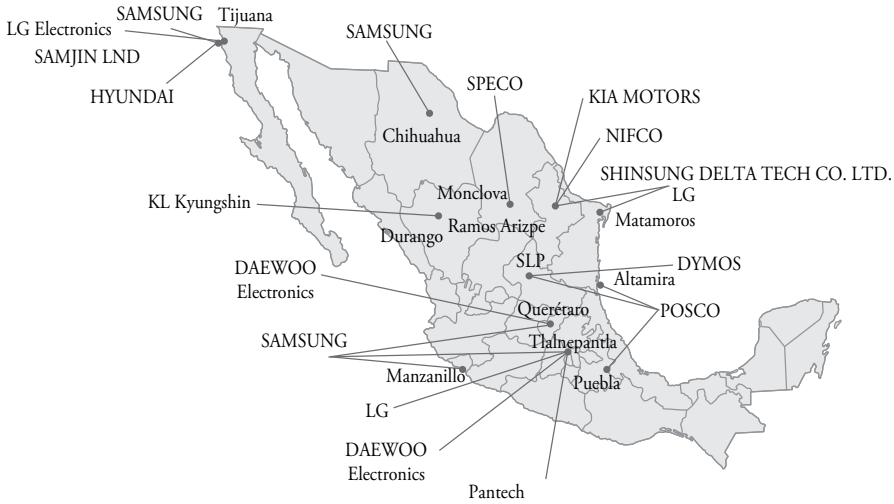 SAMSUNG
Tijuana
LG Electronics
SAMJIN LND
HYUNDAI
SAMSUNG
Chihuahua
SPECO
KIA MOTORS
NIFCO
SHINSUNG DELTA TECH CO. LTD.
LG
Matamoros
Monclova
Ramos Arizpe
KL Kyungshin
Durango
SLP
DYMOS
Altamira
DAEWOO
Electronics
Querétaro
POSCO
SAMSUNG
Tlalnepantla
Manzanillo
Puebla
LG
DAEWOO
Electronics
Pantech